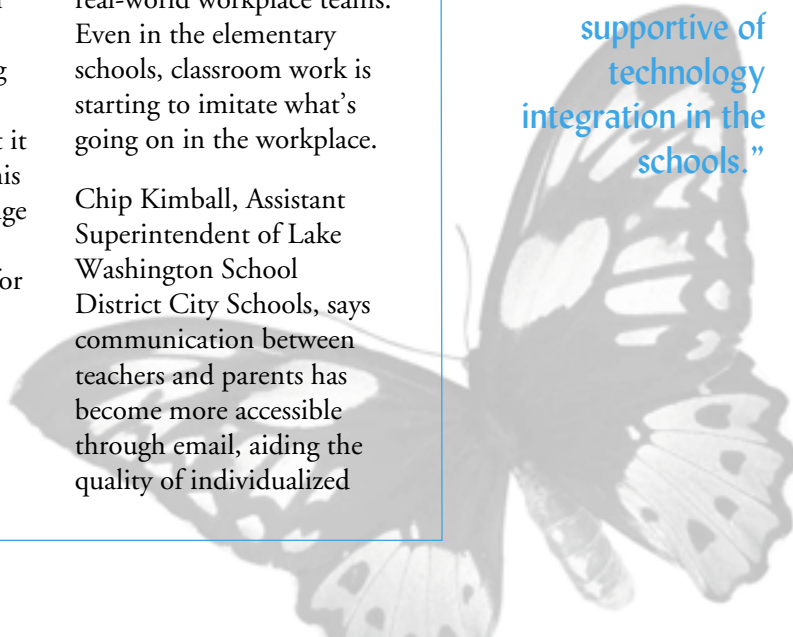 t it
for
real-world workplace teams.
Even in the elementary
schools, classroom work is
starting to imitate what's
going on in the workplace.
Chip Kimball, Assistant
Superintendent of Lake
Washington School
District City Schools, says
communication between
teachers and parents has
become more accessible
through email, aiding the
quality of individualized
supportive of
technology
integration in the
schools.”